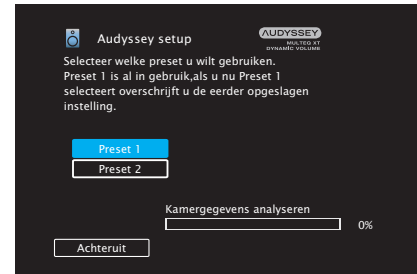 Audyssey setup
AUDYSSEY
MULTEQ XT
DYNAMIC VOLUME
Selecteer welke preset u wilt gebruiken.
Preset 1 is al in gebruik,als u nu Preset 1
selecteert overschrijft u de eerder opgeslagen
instelling.
Preset 1
Preset 2
Kamergegevens analyseren
0%
Achteruit